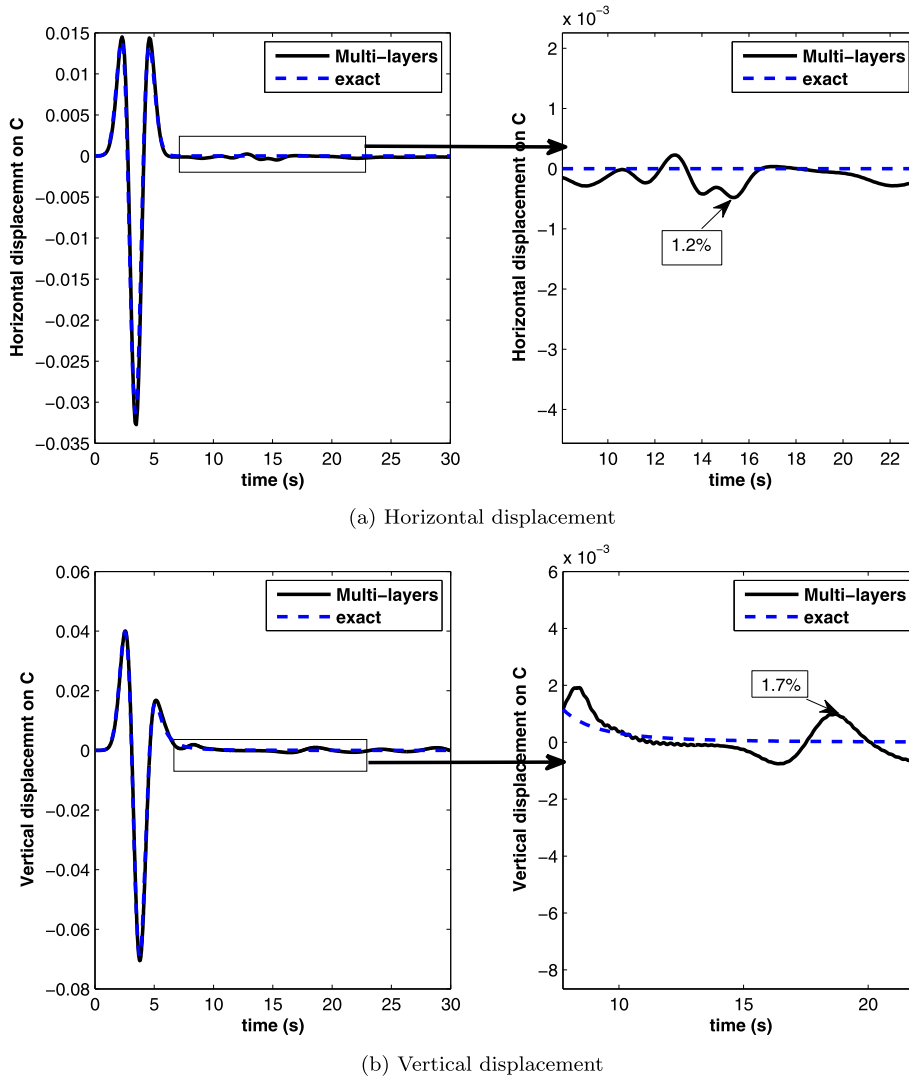 0.015
0.01
0.005
0
−0.005
−0.01
−0.015
−0.02
−0.025
−0.03
−0.035
0 5 10 15 20 25 30
time (s)
Horizontal displacemnt on C
Multi−layers
exact
x 10−3
2
1
0
−1
−2
−3
−4
10 12 14 16 18 20 22
time (s)
Horizontal displacement on C
Multi−layers
exact
1.2%
(a) Horizontal displacement
0.06
0.04
0.02
0
−0.02
−0.04
−0.06
−0.08
0 5 10 15 20 25 30
time (s)
Vertical displacemnt on C
Multi−layers
exact
x 10−3
6
4
2
0
−2
−4
−6
−8
10 15 20
time (s)
Vertical displacement on C
Multi−layers
exact
1.7%
(b) Vertical displacement